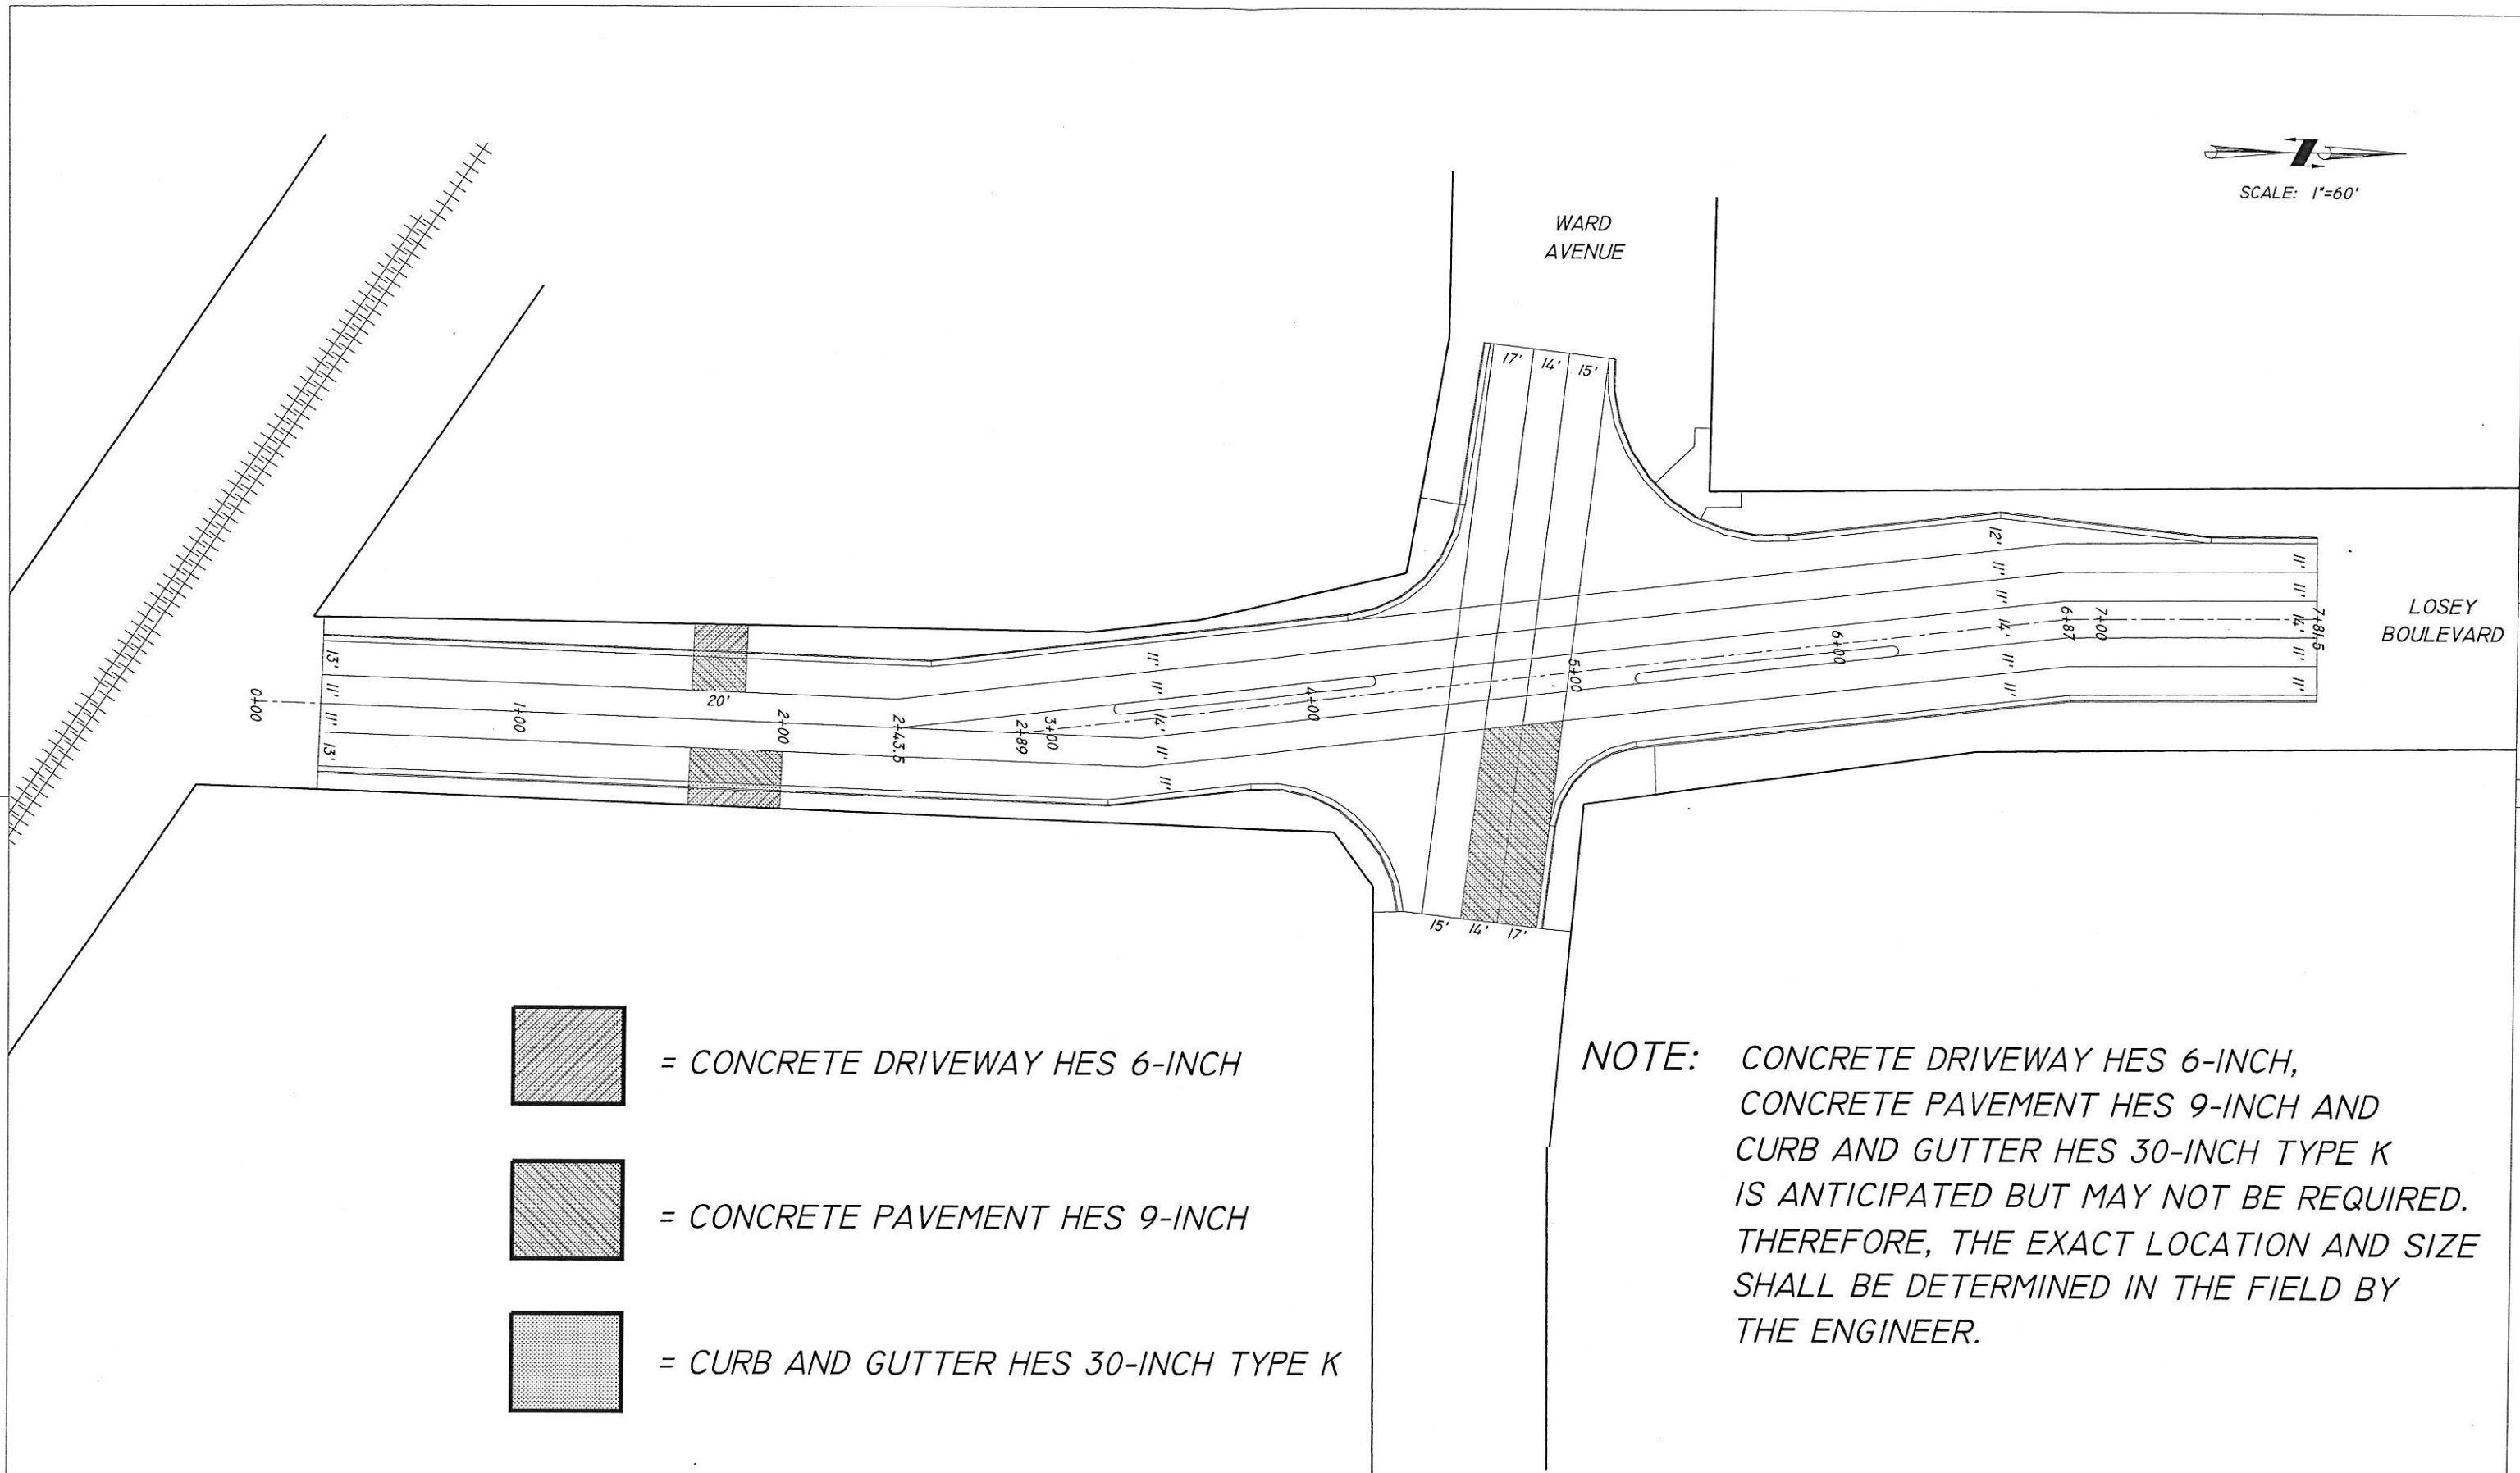 SCALE: 1"=60'
WARD
AVENUE
17' 14' 15'
12'
11'
11'
14'
11'
11'
11'
11'
14'
11'
11'
LOSEY
BOULEVARD
13'
11'
11'
13'
20'
11'
11'
14'
11'
11'
0+00
1+00
2+00
2+43.5
2+89
3+00
4+00
5+00
6+00
6+87
7+00
7+81.5
15' 14' 17'
= CONCRETE DRIVEWAY HES 6-INCH
= CONCRETE PAVEMENT HES 9-INCH
= CURB AND GUTTER HES 30-INCH TYPE K
NOTE: CONCRETE DRIVEWAY HES 6-INCH,
CONCRETE PAVEMENT HES 9-INCH AND
CURB AND GUTTER HES 30-INCH TYPE K
IS ANTICIPATED BUT MAY NOT BE REQUIRED.
THEREFORE, THE EXACT LOCATION AND SIZE
SHALL BE DETERMINED IN THE FIELD BY
THE ENGINEER.